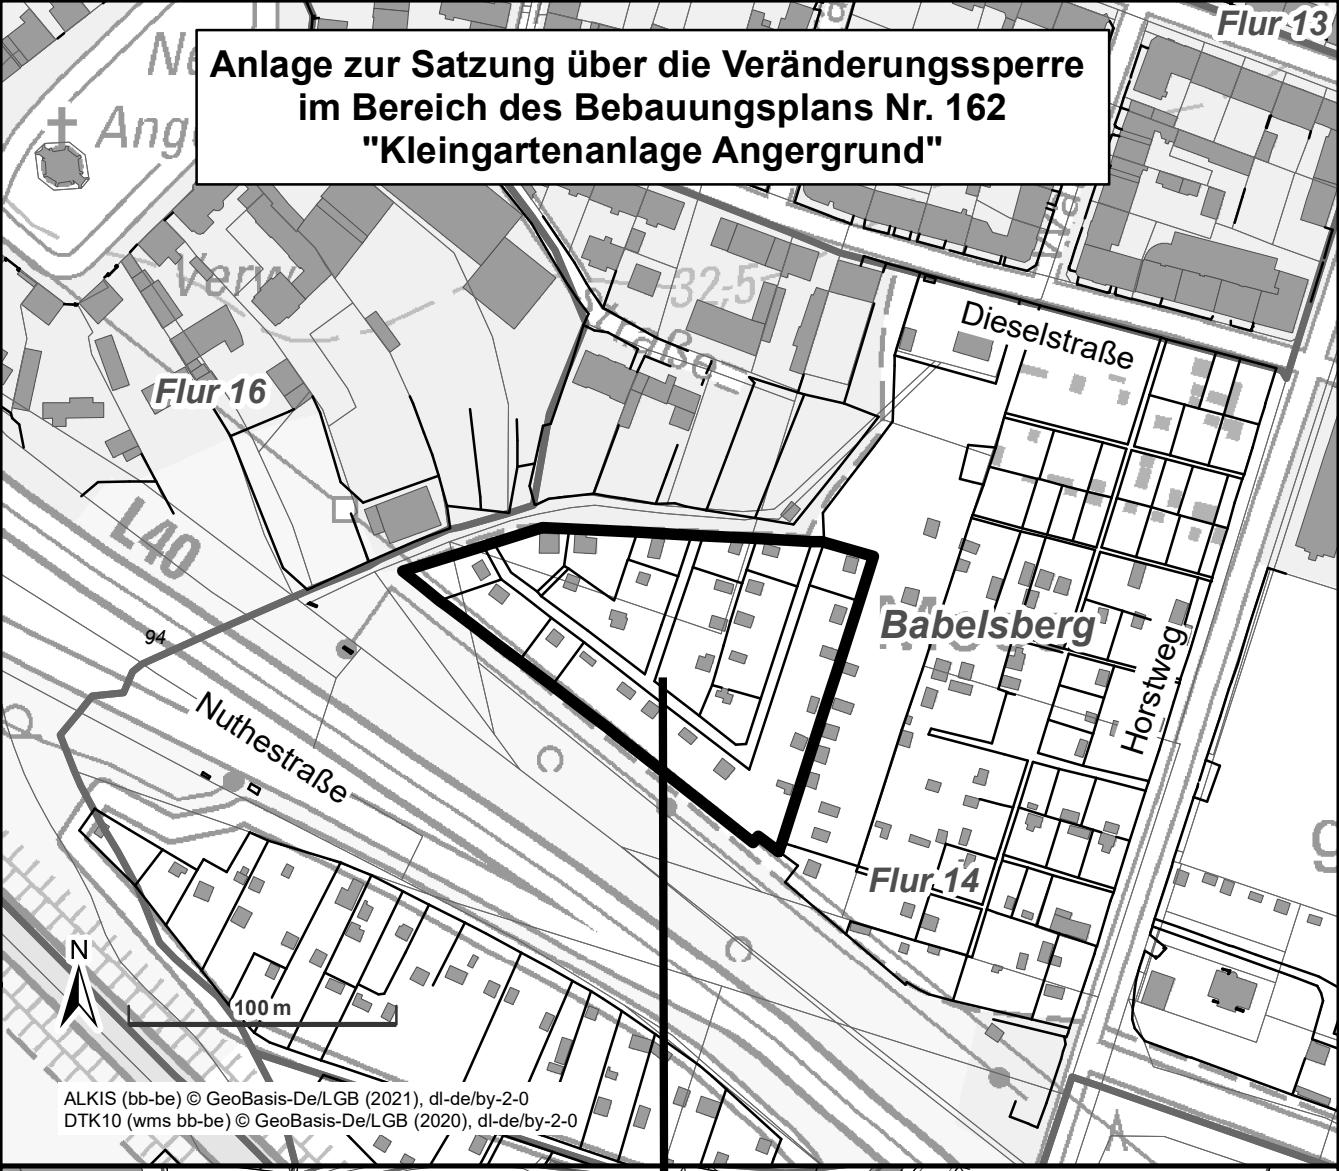 Flur 13
Anlage zur Satzung über die Veränderungssperre
im Bereich des Bebauungsplans Nr. 162
"Kleingartenanlage Angergrund"
32,5
Dieselstraße
Flur 16
L40
Babelsberg
94
Horstweg
Nuthestraße
Flur 14
N
100 m
ALKIS (bb-be) © GeoBasis-De/LGB (2021), dl-de/by-2-0
DTK10 (wms bb-be) © GeoBasis-De/LGB (2020), dl-de/by-2-0